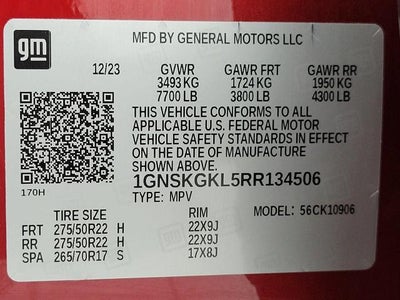 gm
MFD BY GENERAL MOTORS LLC
12/23 GVWR GAWR FRT GAWR RR
3493 KG 1724 KG 1950 KG
7700 LB 3800 LB 4300 LB
THIS VEHICLE CONFORMS TO ALL
APPLICABLE U.S. FEDERAL MOTOR
VEHICLE SAFETY STANDARDS IN EFFECT
ON THE DATE OF MANUFACTURE
SHOWN ABOVE.
170H
1GNSKGKL5RR134506
TYPE: MPV
TIRE SIZE RIM MODEL: 56CK10906
FRT 275/50R22 H 22X9J
RR 275/50R22 H 22X9J
SPA 265/70R17 S 17X8J